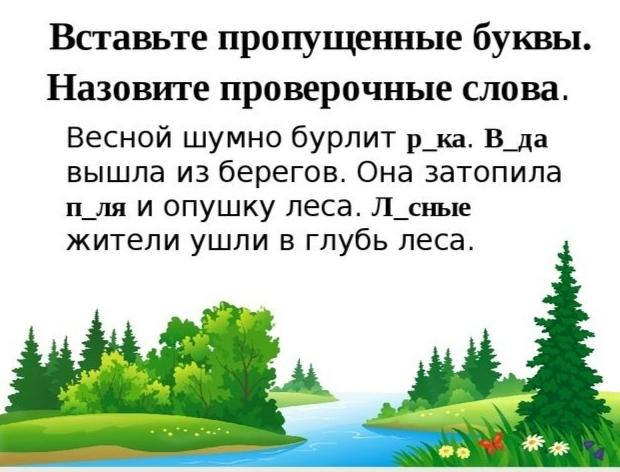 Вставьте пропущенные буквы.
Назовите проверочные слова.
Весной шумно бурлит р_ка. В_да
вышла из берегов. Она затопила
п_ля и опушку леса. Л_сные
жители ушли в глубь леса.